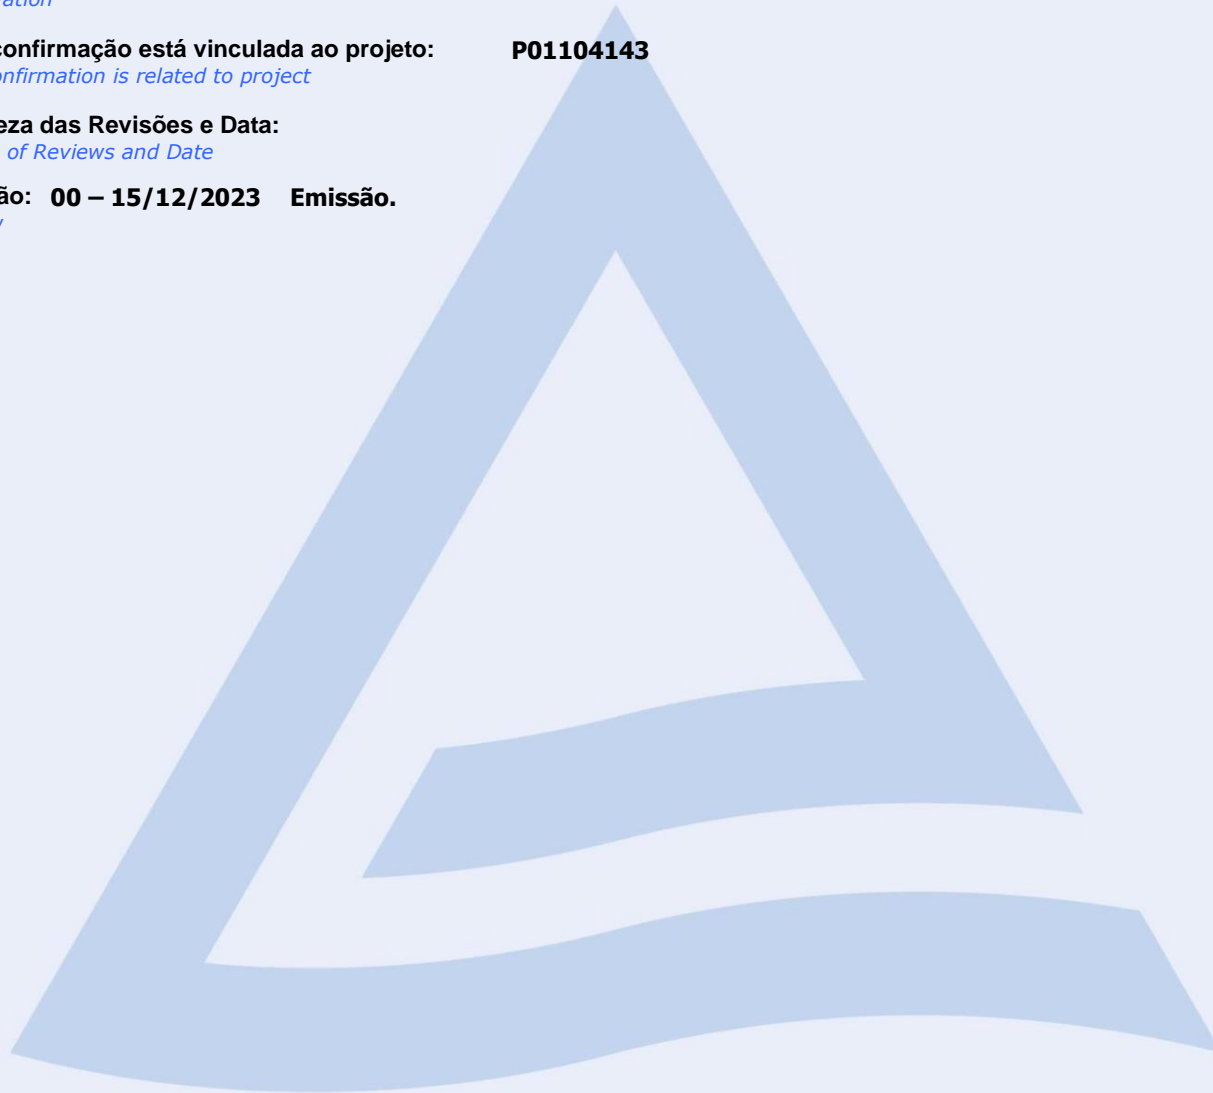 ation
confirmação está vinculada ao projeto: P01104143
onfirmation is related to project
eza das Revisões e Data:
of Reviews and Date
ão: 00 – 15/12/2023 Emissão.